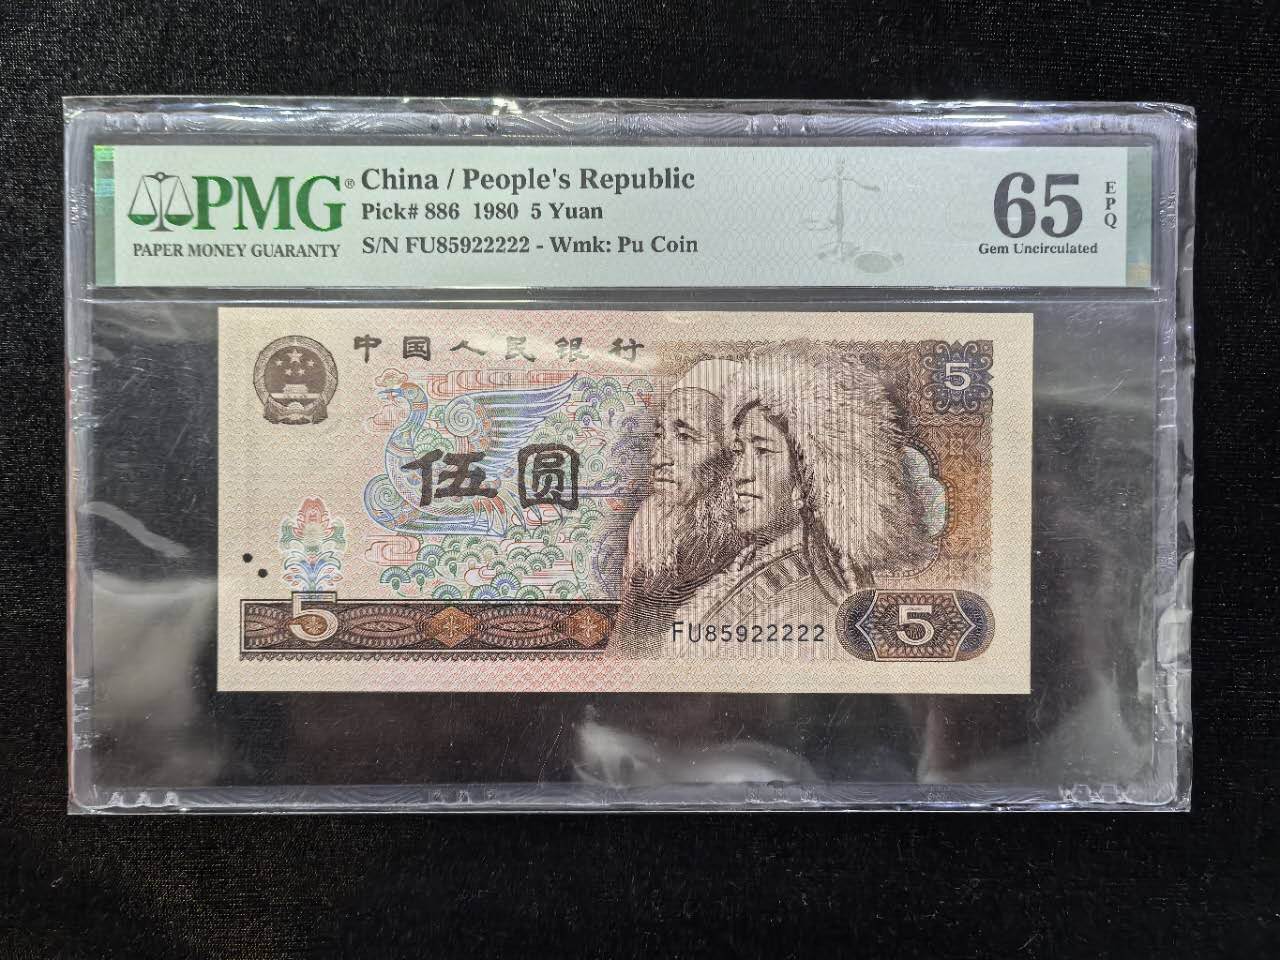 PMG®
PAPER MONEY GUARANTY
China / People's Republic
Pick# 886 1980 5 Yuan
S/N FU85922222 - Wmk: Pu Coin
65 EPQ
Gem Uncirculated
中国人民银行
5
伍圆
5
FU85922222
5